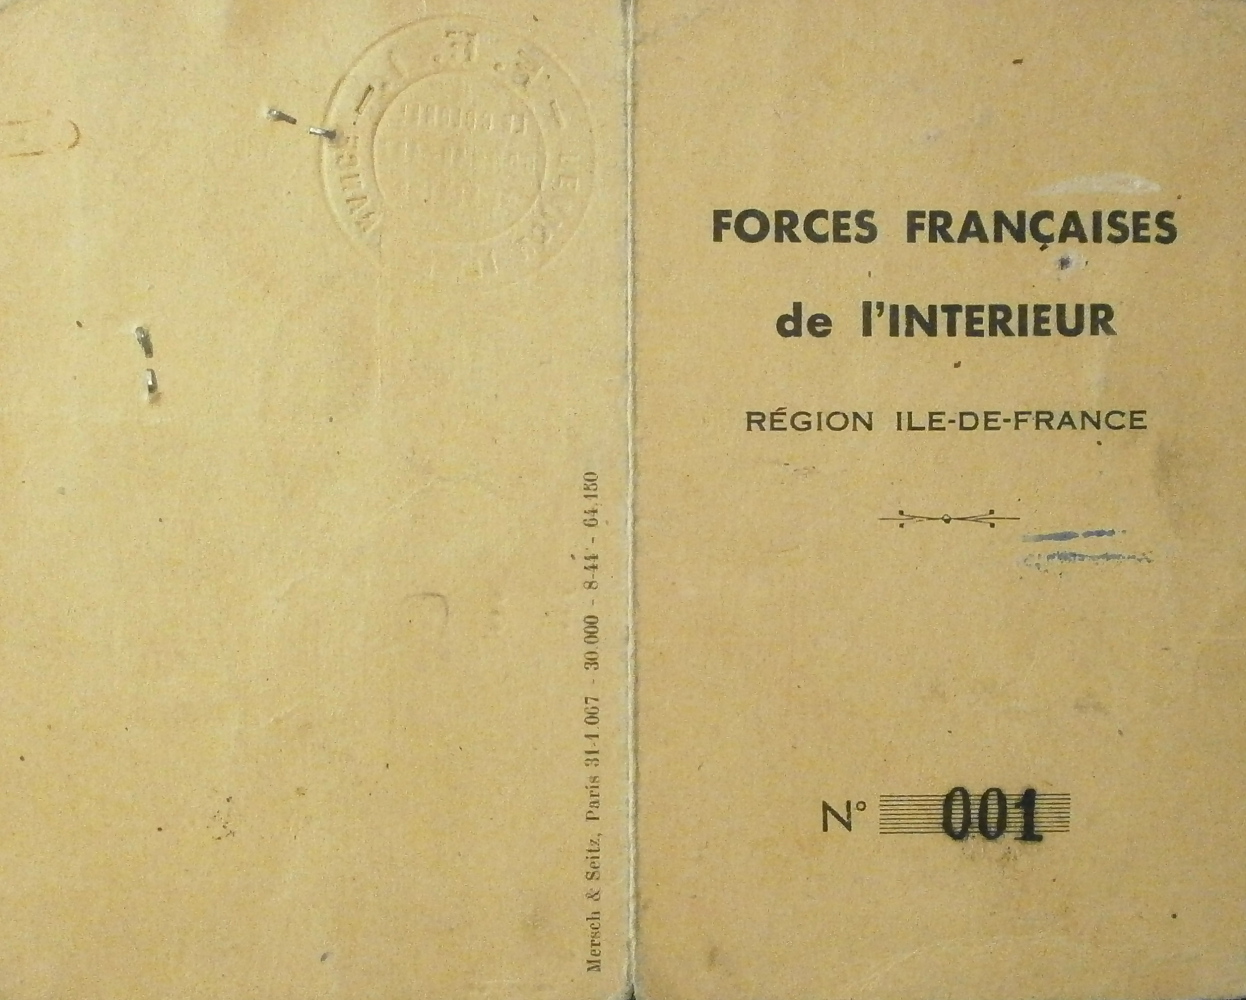 Mersch & Seitz, Paris 31-1.067 - 30.000 - 8-44 - 64.150
FORCES FRANÇAISES
de l'INTERIEUR
RÉGION ILE-DE-FRANCE
N° 001